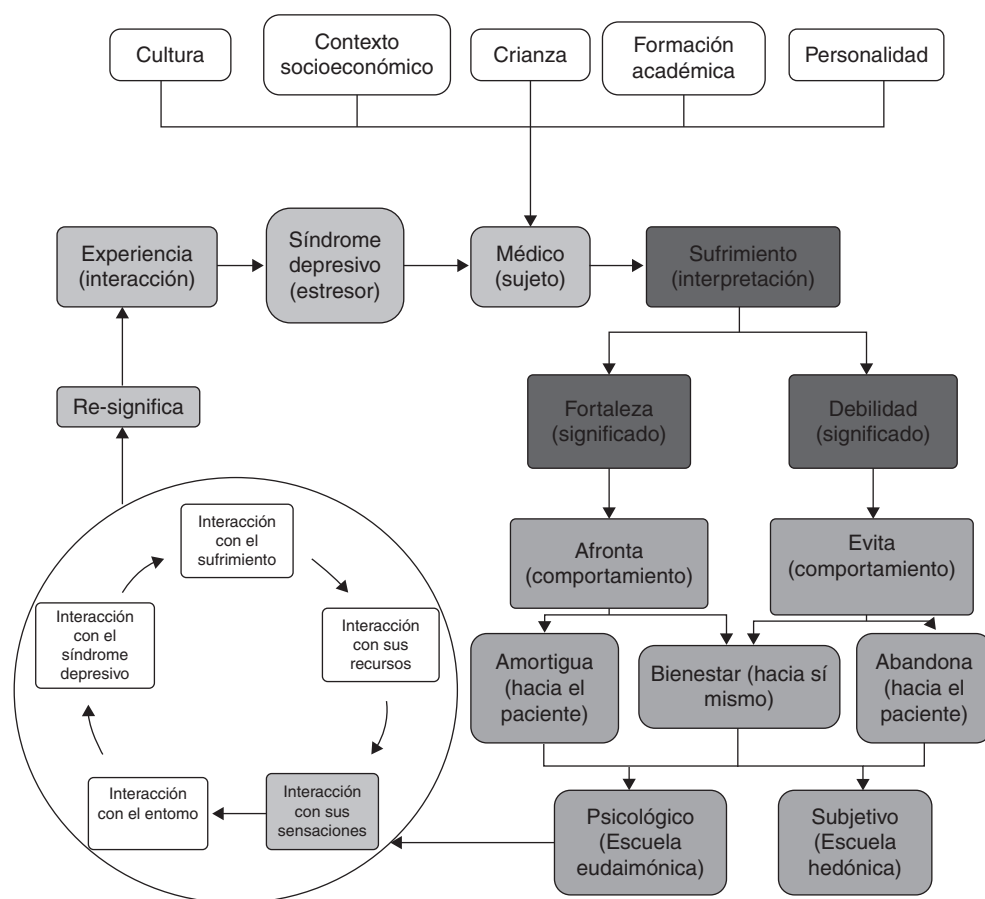 Cultura
Contexto
socioeconómico
Crianza
Formación
académica
Personalidad
Experiencia
(interacción)
Síndrome
depresivo
(estresor)
Médico
(sujeto)
Sufrimiento
(interpretación)
Re-significa
Fortaleza
(significado)
Debilidad
(significado)
Afronta
(comportamiento)
Evita
(comportamiento)
Amortigua
(hacia el
paciente)
Bienestar (hacia sí
mismo)
Abandona
(hacia el
paciente)
Psicológico
(Escuela
eudaimónica)
Subjetivo
(Escuela
hedónica)
Interacción
con el
sufrimiento
Interacción
con sus
recursos
Interacción
con sus
sensaciones
Interacción
con el entomo
Interacción
con el
síndrome
depresivo